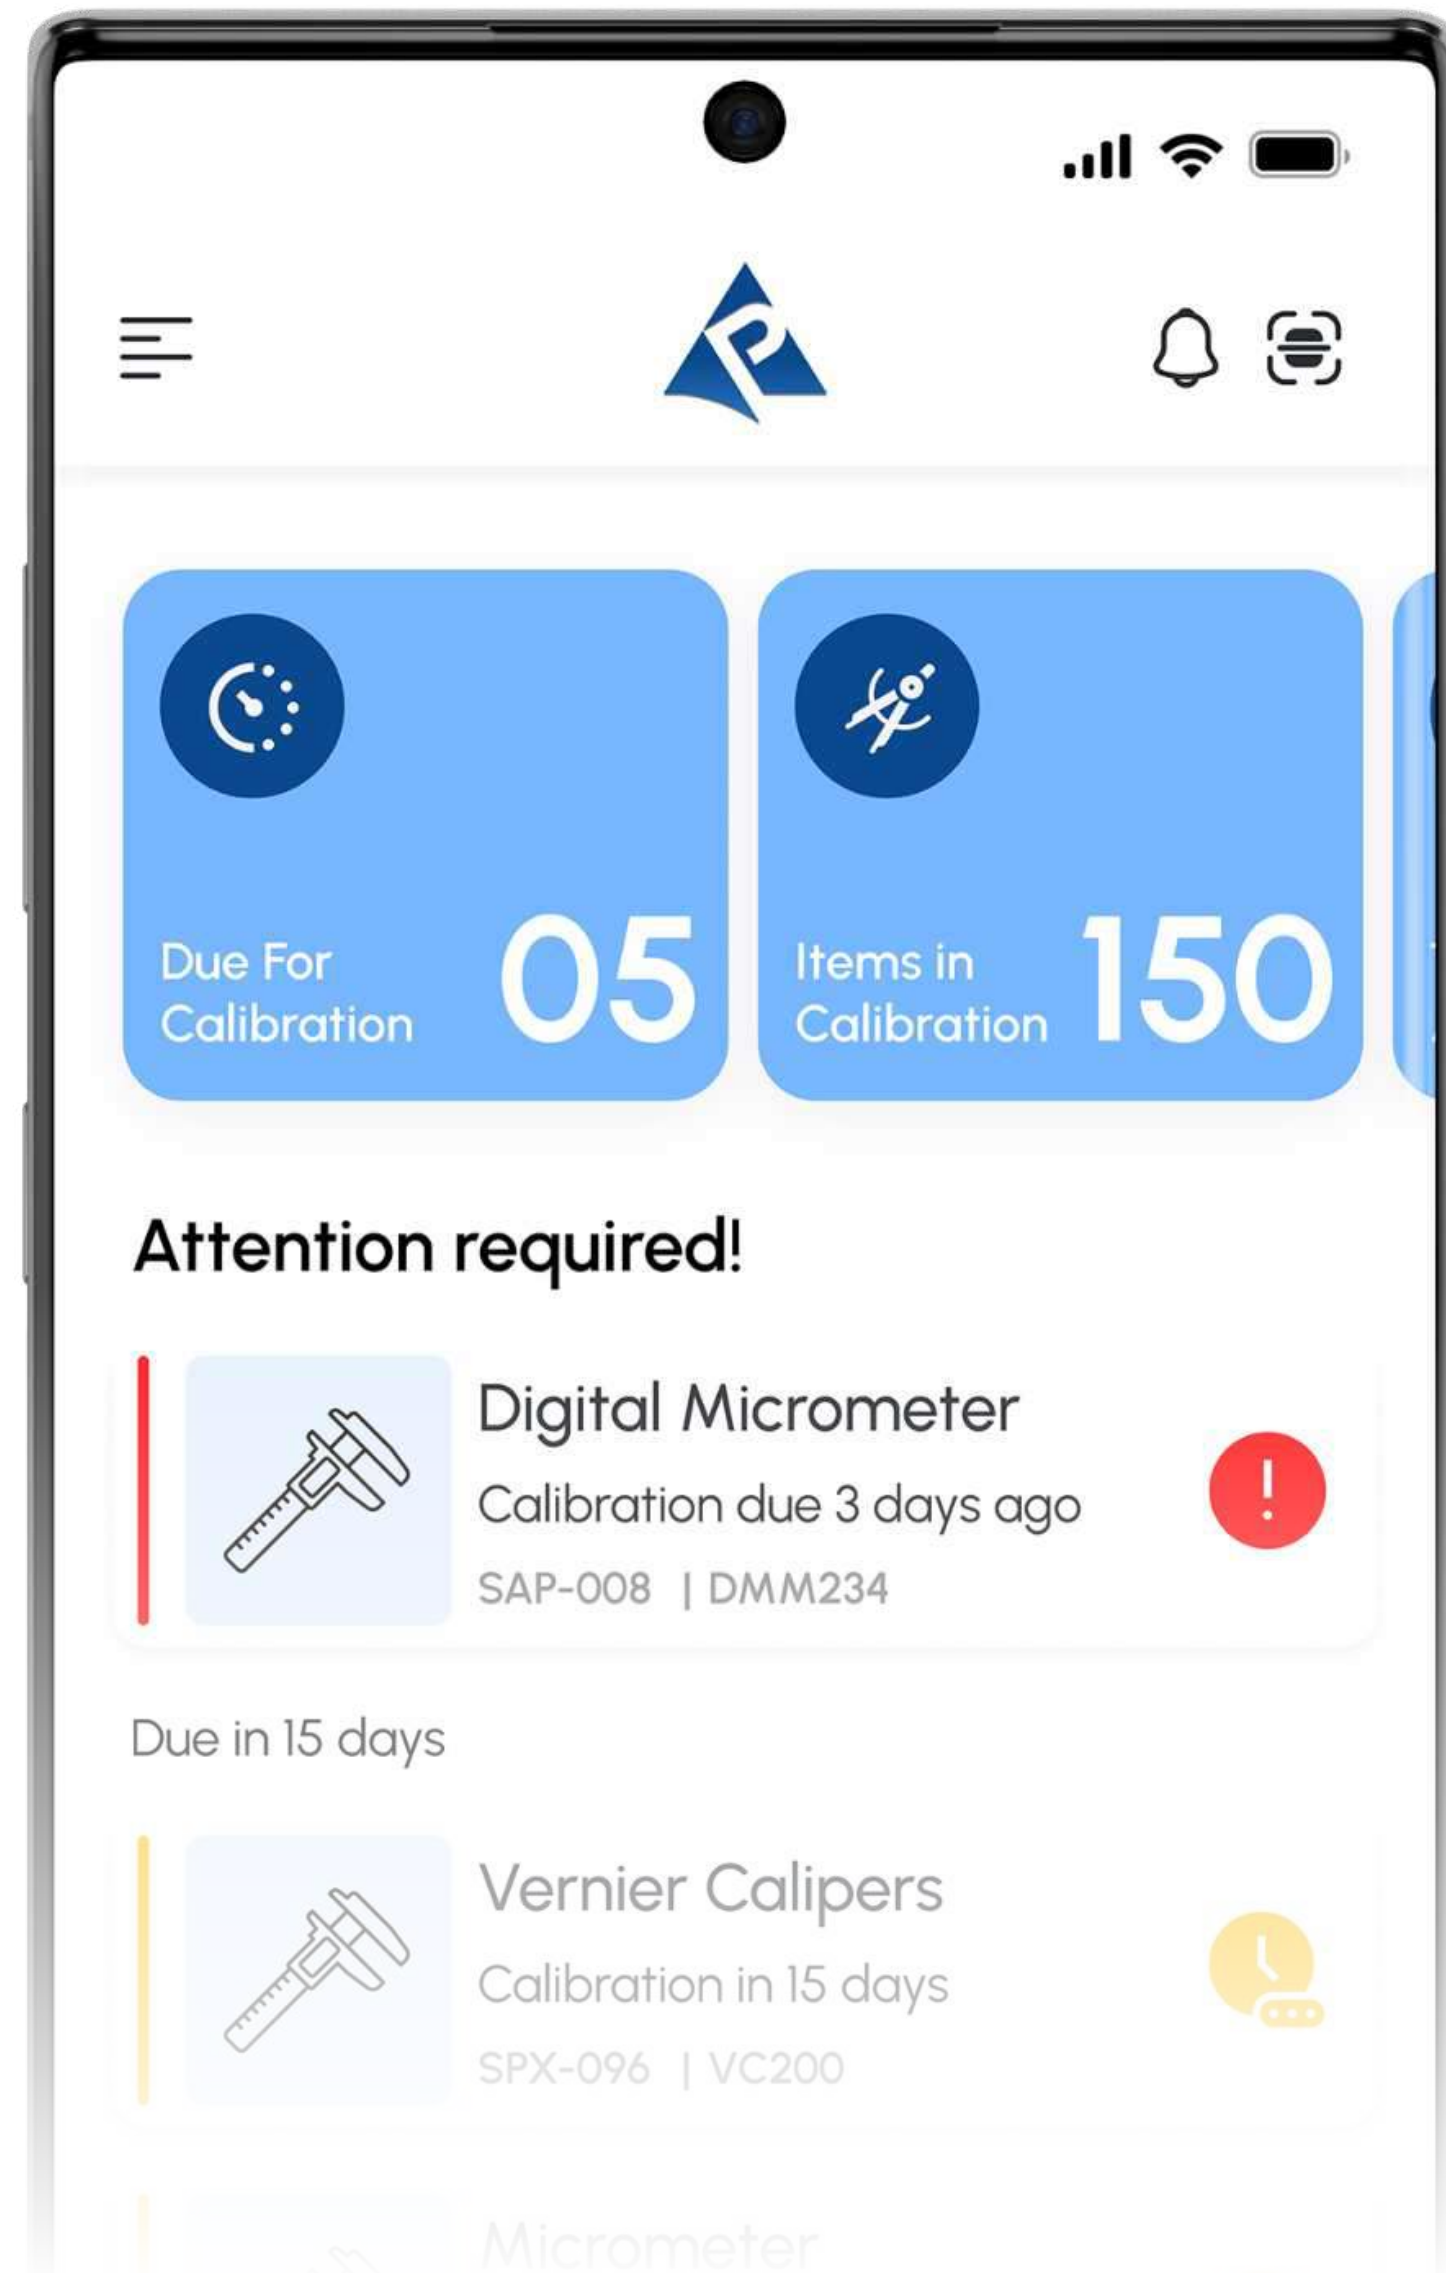 Due For
Calibration
05
Items in
Calibration
150
Attention required!
Digital Micrometer
Calibration due 3 days ago
SAP-008 | DMM234
Due in 15 days
Vernier Calipers
Calibration in 15 days
SPX-096 | VC200
Micrometer